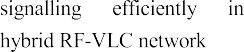 signalling efficiently in
hybrid RF-VLC network